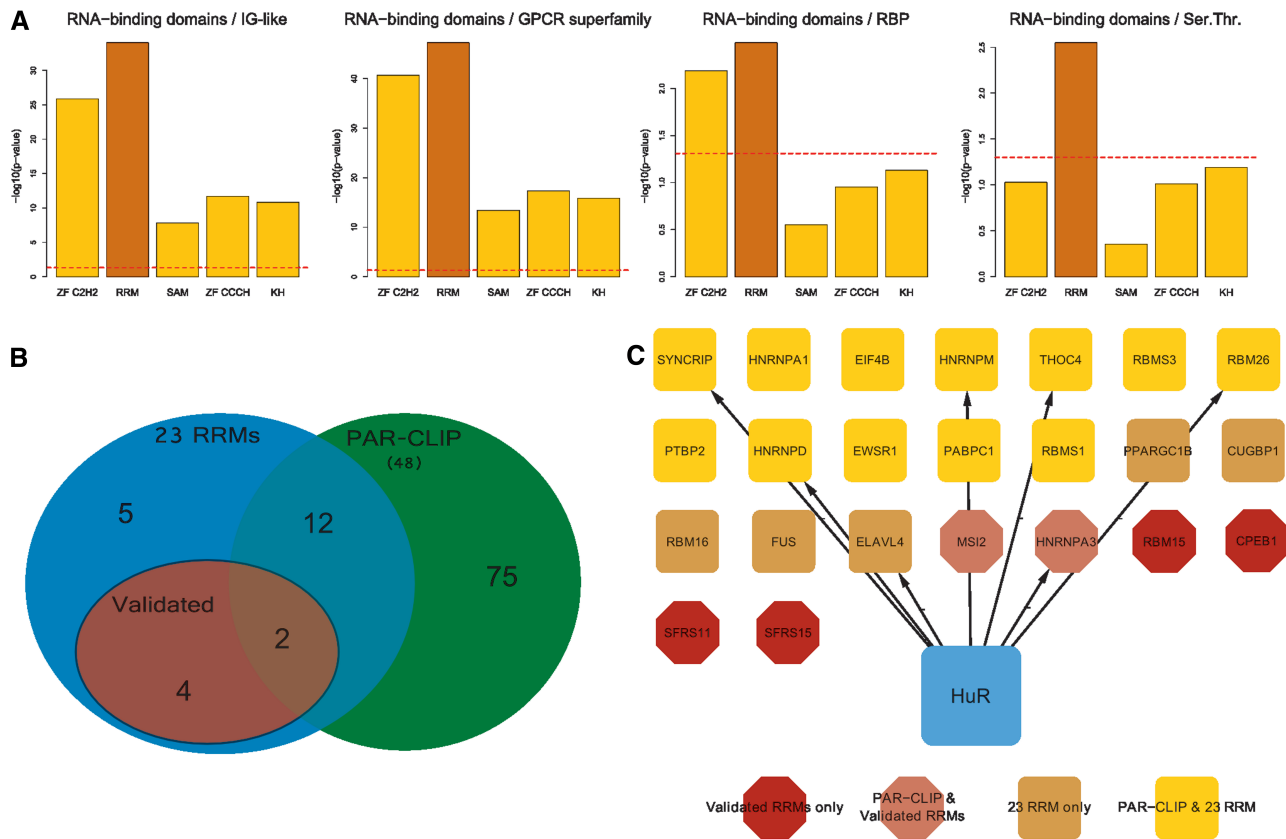 A
RNA−binding domains / IG−like
RNA−binding domains / GPCR superfamily
RNA−binding domains / RBP
RNA−binding domains / Ser.Thr.
−log10(p−value)
0
5
10
15
20
25
30
ZF C2H2
RRM
SAM
ZF CCCH
KH
−log10(p−value)
0
10
20
30
40
ZF C2H2
RRM
SAM
ZF CCCH
KH
−log10(p−value)
0.0
0.5
1.0
1.5
2.0
ZF C2H2
RRM
SAM
ZF CCCH
KH
−log10(p−value)
0.0
0.5
1.0
1.5
2.0
2.5
ZF C2H2
RRM
SAM
ZF CCCH
KH
B
23 RRMs
PAR−CLIP
(48)
5
12
75
Validated
2
4
C
SYNCRIP
HNRNPA1
EIF4B
HNRNPM
THOC4
RBMS3
RBM26
PTBP2
HNRNPD
EWSR1
PABPC1
RBMS1
PPARGC1B
CUGBP1
RBM16
FUS
ELAVL4
MSI2
HNRNPA3
RBM15
CPEB1
SFRS11
SFRS15
HuR
Validated RRMs only
PAR−CLIP &
Validated RRMs
23 RRM only
PAR−CLIP & 23 RRM